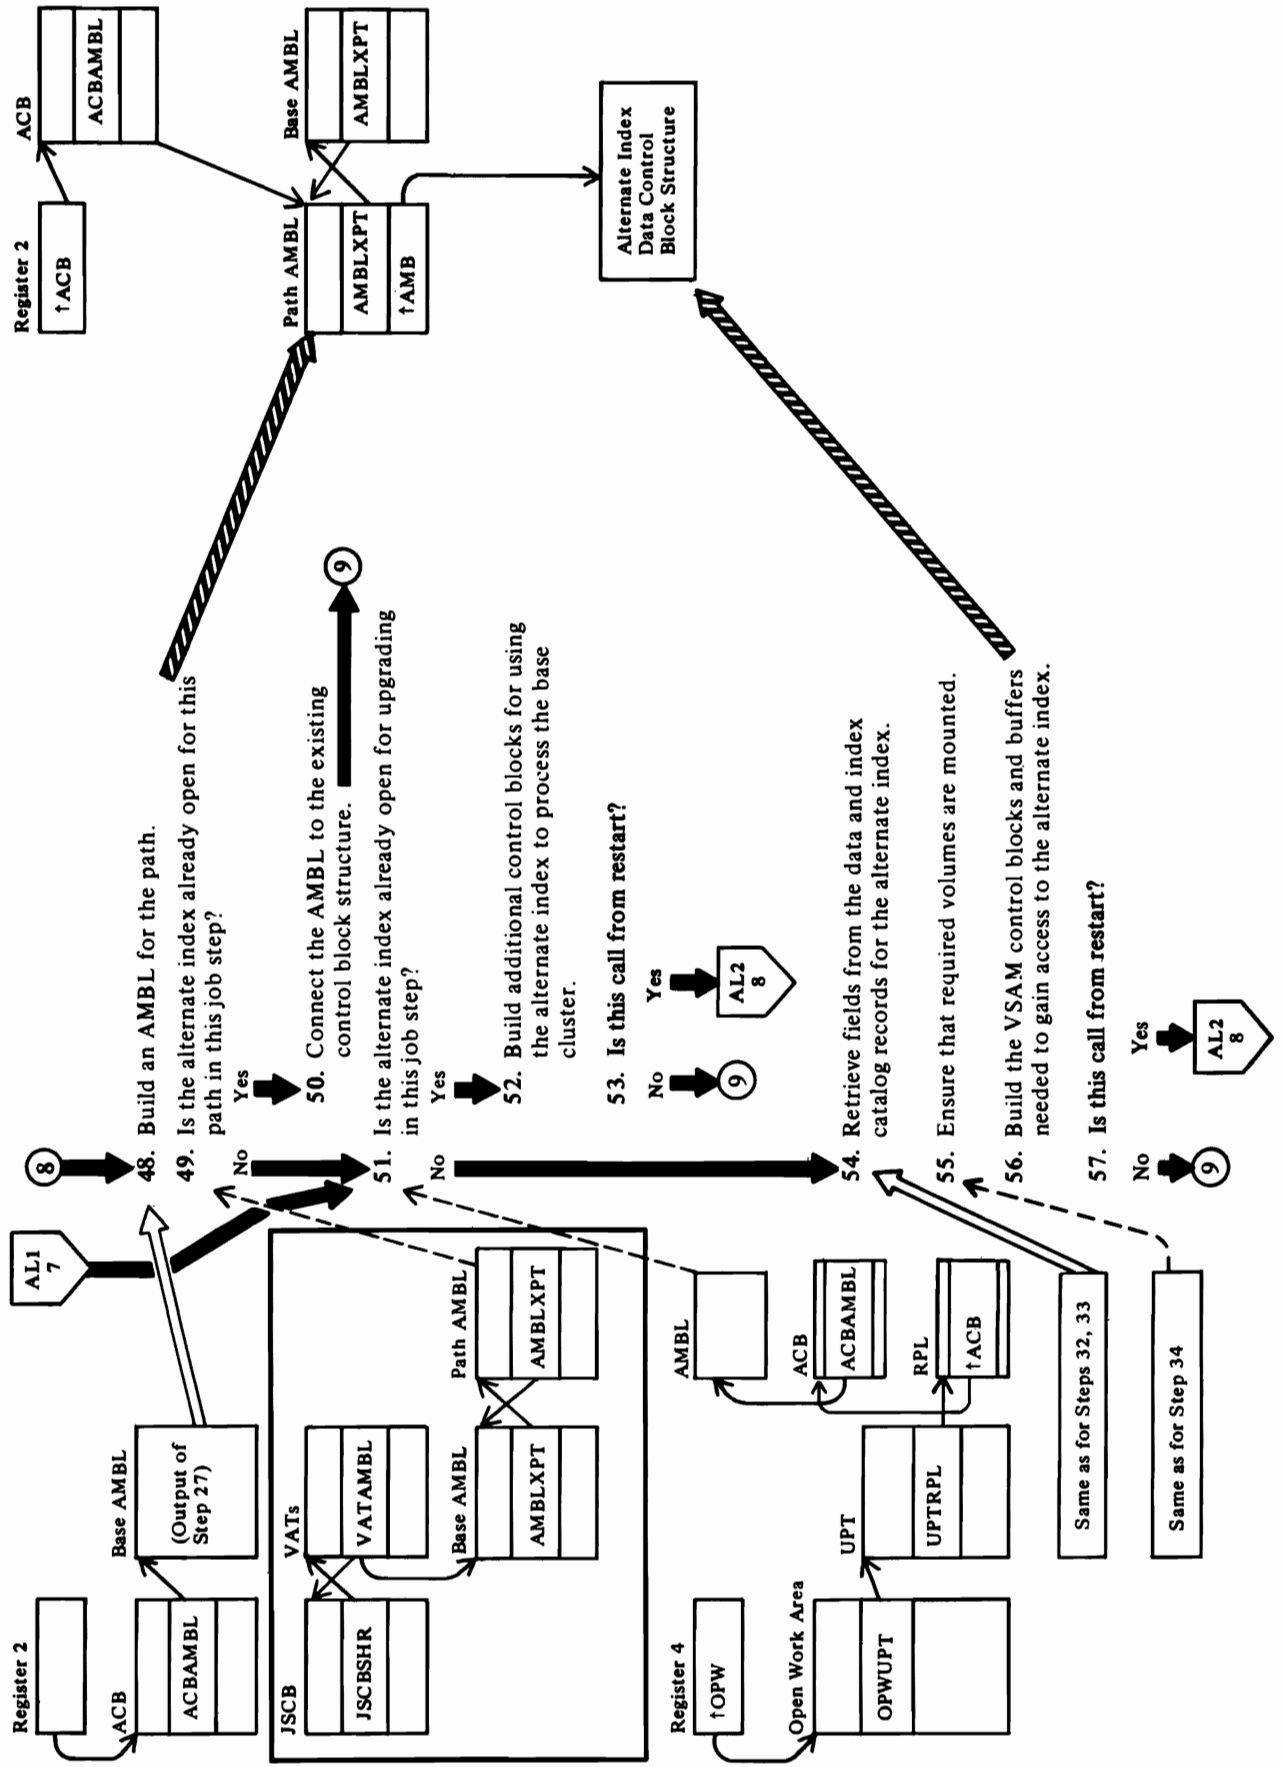 Register 2
ACB
ACBAMBL
Base AMBL
(Output of
Step 27)
AL1
7
JSCB
JSCBSHR
VATs
VATAMBL
Base AMBL
AMBLXPT
Path AMBL
AMBLXPT
Register 4
↑OPW
Open Work Area
OPWUPT
UPT
UPTRPL
AMBL
ACB
ACBAMBL
RPL
↑ACB
Same as for Steps 32, 33
Same as for Step 34
8
48. Build an AMBL for the path.
49. Is the alternate index already open for this
path in this job step?
No
Yes
50. Connect the AMBL to the existing
control block structure.
9
51. Is the alternate index already open for upgrading
in this job step?
No
Yes
52. Build additional control blocks for using
the alternate index to process the base
cluster.
53. Is this call from restart?
No
Yes
9
AL2
8
54. Retrieve fields from the data and index
catalog records for the alternate index.
55. Ensure that required volumes are mounted.
56. Build the VSAM control blocks and buffers
needed to gain access to the alternate index.
57. Is this call from restart?
No
Yes
9
AL2
8
Register 2
↑ACB
ACB
ACBAMBL
Path AMBL
AMBLXPT
↑AMB
Base AMBL
AMBLXPT
Alternate Index
Data Control
Block Structure